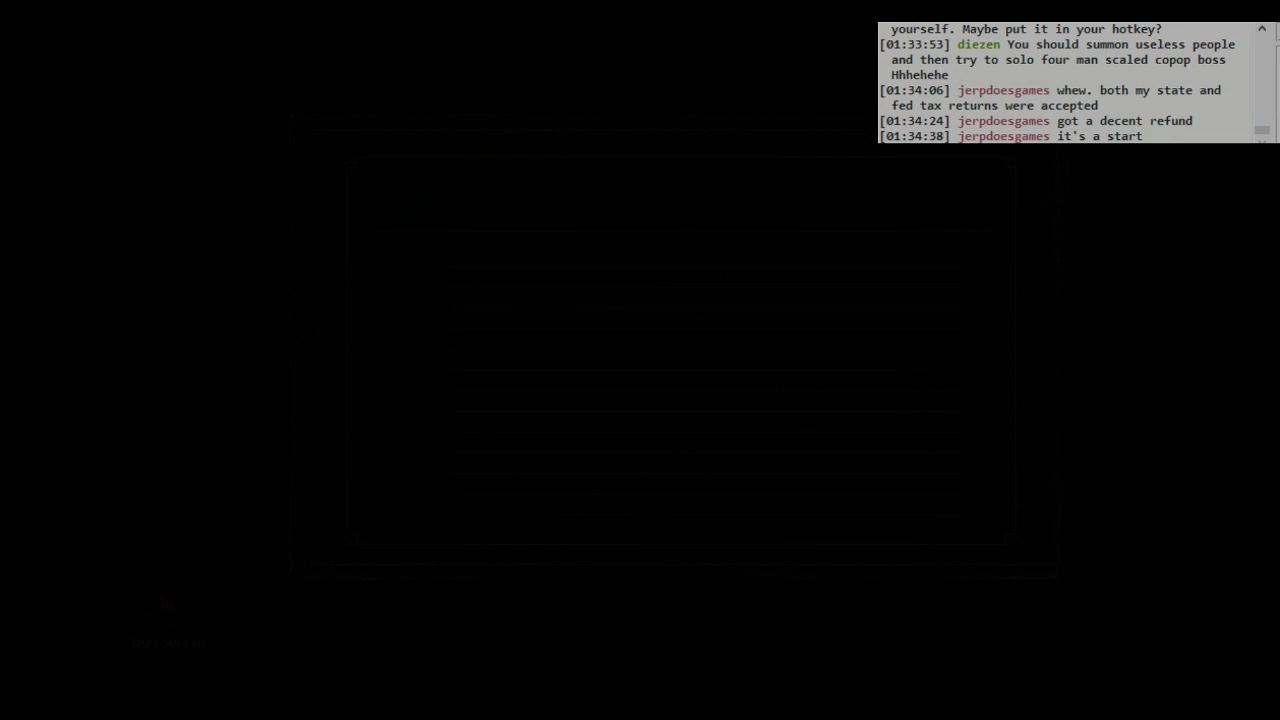 yourself. Maybe put it in your hotkey?
[01:33:53] diezen You should summon useless people
and then try to solo four man scaled copop boss
Hhhehehe
[01:34:06] jerpdoesgames whew. both my state and
fed tax returns were accepted
[01:34:24] jerpdoesgames got a decent refund
[01:34:38] jerpdoesgames it's a start